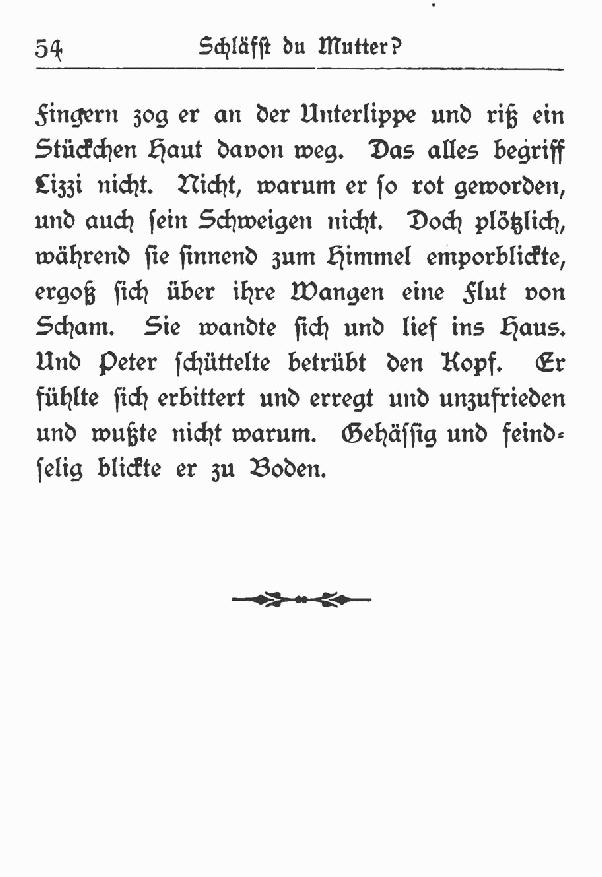 54 Schläfst du Mutter?
Fingern zog er an der Unterlippe und riß ein
Stückchen Haut davon weg. Das alles begriff
Lizzi nicht. Nicht, warum er so rot geworden,
und auch sein Schweigen nicht. Doch plötzlich,
während sie sinnend zum Himmel emporblickte,
ergoß sich über ihre Wangen eine Flut von
Scham. Sie wandte sich und lief ins Haus.
Und Peter schüttelte betrübt den Kopf. Er
fühlte sich erbittert und erregt und unzufrieden
und wußte nicht warum. Gehässig und feind-
selig blickte er zu Boden.